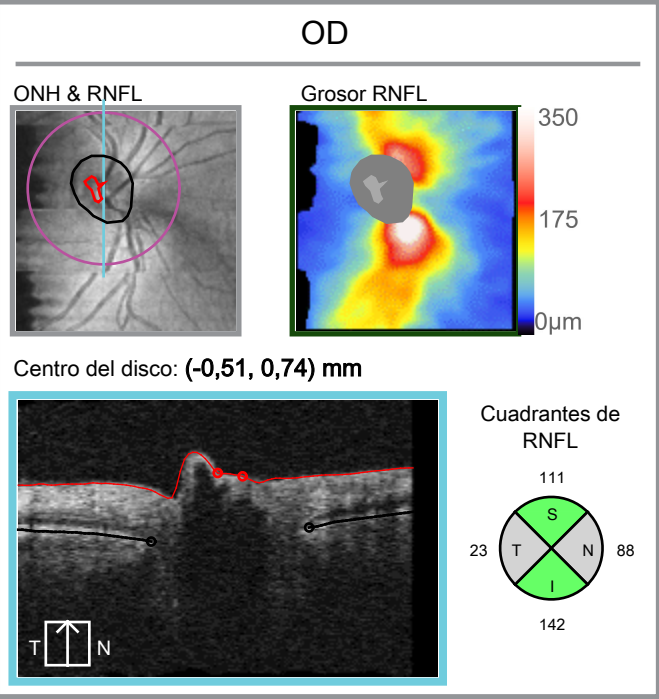 OD
ONH & RNFL
Grosor RNFL
350
175
0µm
Centro del disco: (-0,51, 0,74) mm
Cuadrantes de
RNFL
111
S
23 T N 88
I
142
T N